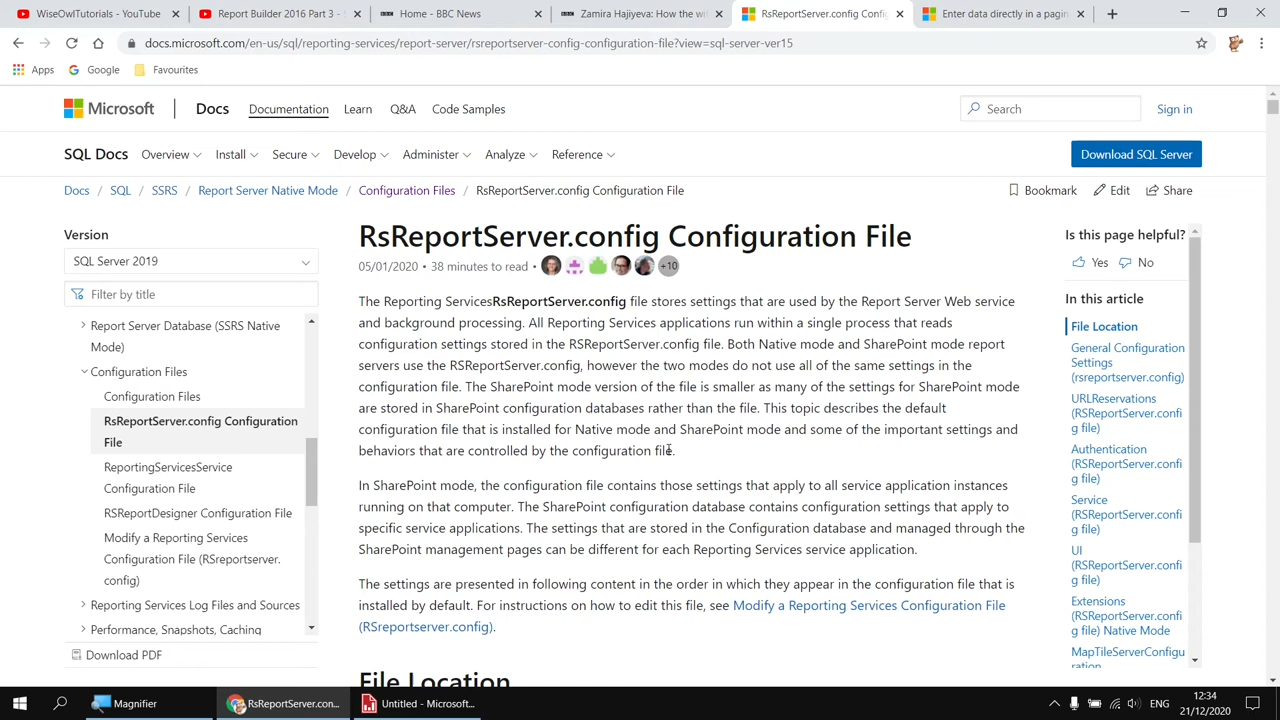 WiseOwlTutorials - YouTube
Report Builder 2016 Part 3 - S
Home - BBC News
Zamira Hajiyeva: How the wif
RsReportServer.config Config
Enter data directly in a pagin
docs.microsoft.com/en-us/sql/reporting-services/report-server/rsreportserver-config-configuration-file?view=sql-server-ver15
Apps Google Favourites
Microsoft Docs Documentation Learn Q&A Code Samples Search Sign in
SQL Docs Overview Install Secure Develop Administer Analyze Reference Download SQL Server
Docs / SQL / SSRS / Report Server Native Mode / Configuration Files / RsReportServer.config Configuration File
Bookmark Edit Share
Version
SQL Server 2019
Filter by title
Report Server Database (SSRS Native
Mode)
Configuration Files
Configuration Files
RsReportServer.config Configuration
File
ReportingServicesService
Configuration File
RSReportDesigner Configuration File
Modify a Reporting Services
Configuration File (RSreportserver.
config)
Reporting Services Log Files and Sources
Performance, Snapshots, Caching
Download PDF
RsReportServer.config Configuration File
05/01/2020 • 38 minutes to read • +10
The Reporting ServicesRsReportServer.config file stores settings that are used by the Report Server Web service
and background processing. All Reporting Services applications run within a single process that reads
configuration settings stored in the RSReportServer.config file. Both Native mode and SharePoint mode report
servers use the RSReportServer.config, however the two modes do not use all of the same settings in the
configuration file. The SharePoint mode version of the file is smaller as many of the settings for SharePoint mode
are stored in SharePoint configuration databases rather than the file. This topic describes the default
configuration file that is installed for Native mode and SharePoint mode and some of the important settings and
behaviors that are controlled by the configuration file.
In SharePoint mode, the configuration file contains those settings that apply to all service application instances
running on that computer. The SharePoint configuration database contains configuration settings that apply to
specific service applications. The settings that are stored in the Configuration database and managed through the
SharePoint management pages can be different for each Reporting Services service application.
The settings are presented in following content in the order in which they appear in the configuration file that is
installed by default. For instructions on how to edit this file, see Modify a Reporting Services Configuration File
(RSreportserver.config).
File Location
Is this page helpful?
Yes No
In this article
File Location
General Configuration
Settings
(rsreportserver.config)
URLReservations
(RSReportServer.confi
g file)
Authentication
(RSReportServer.confi
g file)
Service
(RSReportServer.confi
g file)
UI
(RSReportServer.confi
g file)
Extensions
(RSReportServer.confi
g file) Native Mode
MapTileServerConfigu
ration
Magnifier
RsReportServer.con...
Untitled - Microsoft...
ENG
12:34
21/12/2020